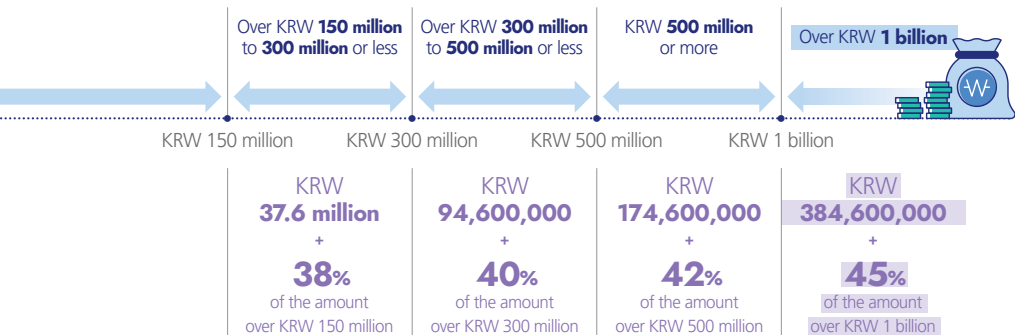 Over KRW 150 million
to 300 million or less
Over KRW 300 million
to 500 million or less
KRW 500 million
or more
Over KRW 1 billion
₩
KRW 150 million
KRW 300 million
KRW 500 million
KRW 1 billion
KRW
37.6 million
+
38%
of the amount
over KRW 150 million
KRW
94,600,000
+
40%
of the amount
over KRW 300 million
KRW
174,600,000
+
42%
of the amount
over KRW 500 million
KRW
384,600,000
+
45%
of the amount
over KRW 1 billion